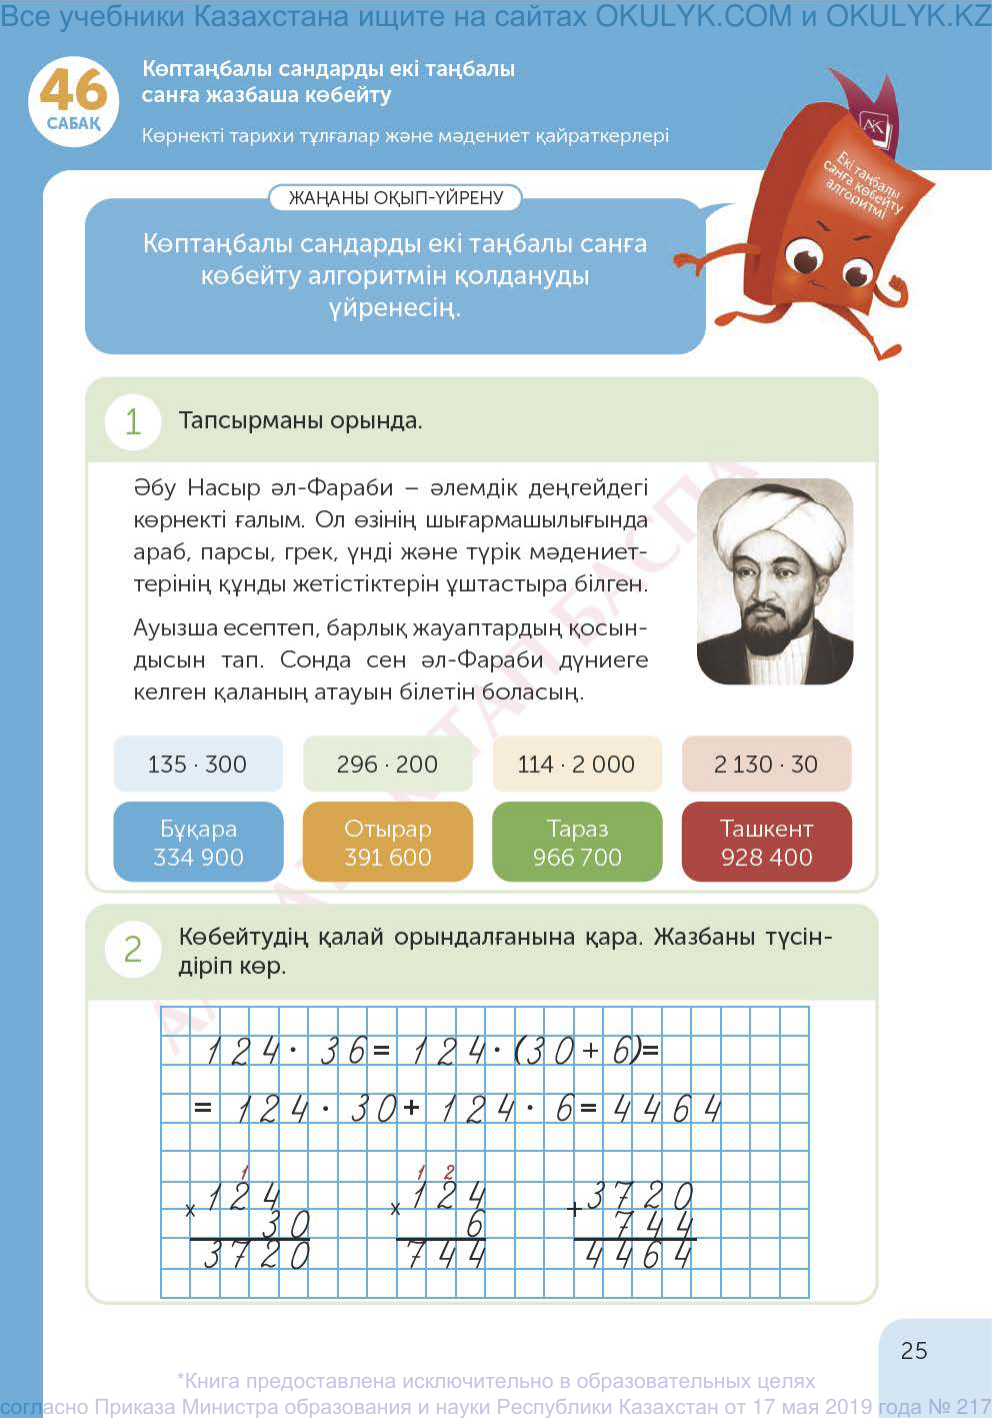 Все учебники Казахстана ищите на сайтах OKULYK.COM и OKULYK.KZ
46
САБАҚ
Көптаңбалы сандарды екі таңбалы
санға жазбаша көбейту
Көрнекті тарихи тұлғалар және мәдениет қайраткерлері
АК
Екі таңбалы
санға көбейту
алгоритмі
ЖАҢАНЫ ОҚЫП-ҮЙРЕНУ
Көптаңбалы сандарды екі таңбалы санға
көбейту алгоритмін қолдануды
үйренесің.
1
Тапсырманы орында.
Әбу Насыр әл-Фараби – әлемдік деңгейдегі
көрнекті ғалым. Ол өзінің шығармашылығында
араб, парсы, грек, үнді және түрік мәдениет-
терінің құнды жетістіктерін ұштастыра білген.
Ауызша есептеп, барлық жауаптардың қосын-
дысын тап. Сонда сен әл-Фараби дүниеге
келген қаланың атауын білетін боласың.
135 · 300 296 · 200 114 · 2 000 2 130 · 30
Бұқара Отырар Тараз Ташкент
334 900 391 600 966 700 928 400
2
Көбейтудің қалай орындалғанына қара. Жазбаны түсін-
діріп көр.
124 · 36 = 124 · (30 + 6) =
= 124 · 30 + 124 · 6 = 4464
1 1 2
× 124 × 124 + 3720
30 6 744
3720 744 4464
25
*Книга предоставлена исключительно в образовательных целях
согласно Приказа Министра образования и науки Республики Казахстан от 17 мая 2019 года № 217